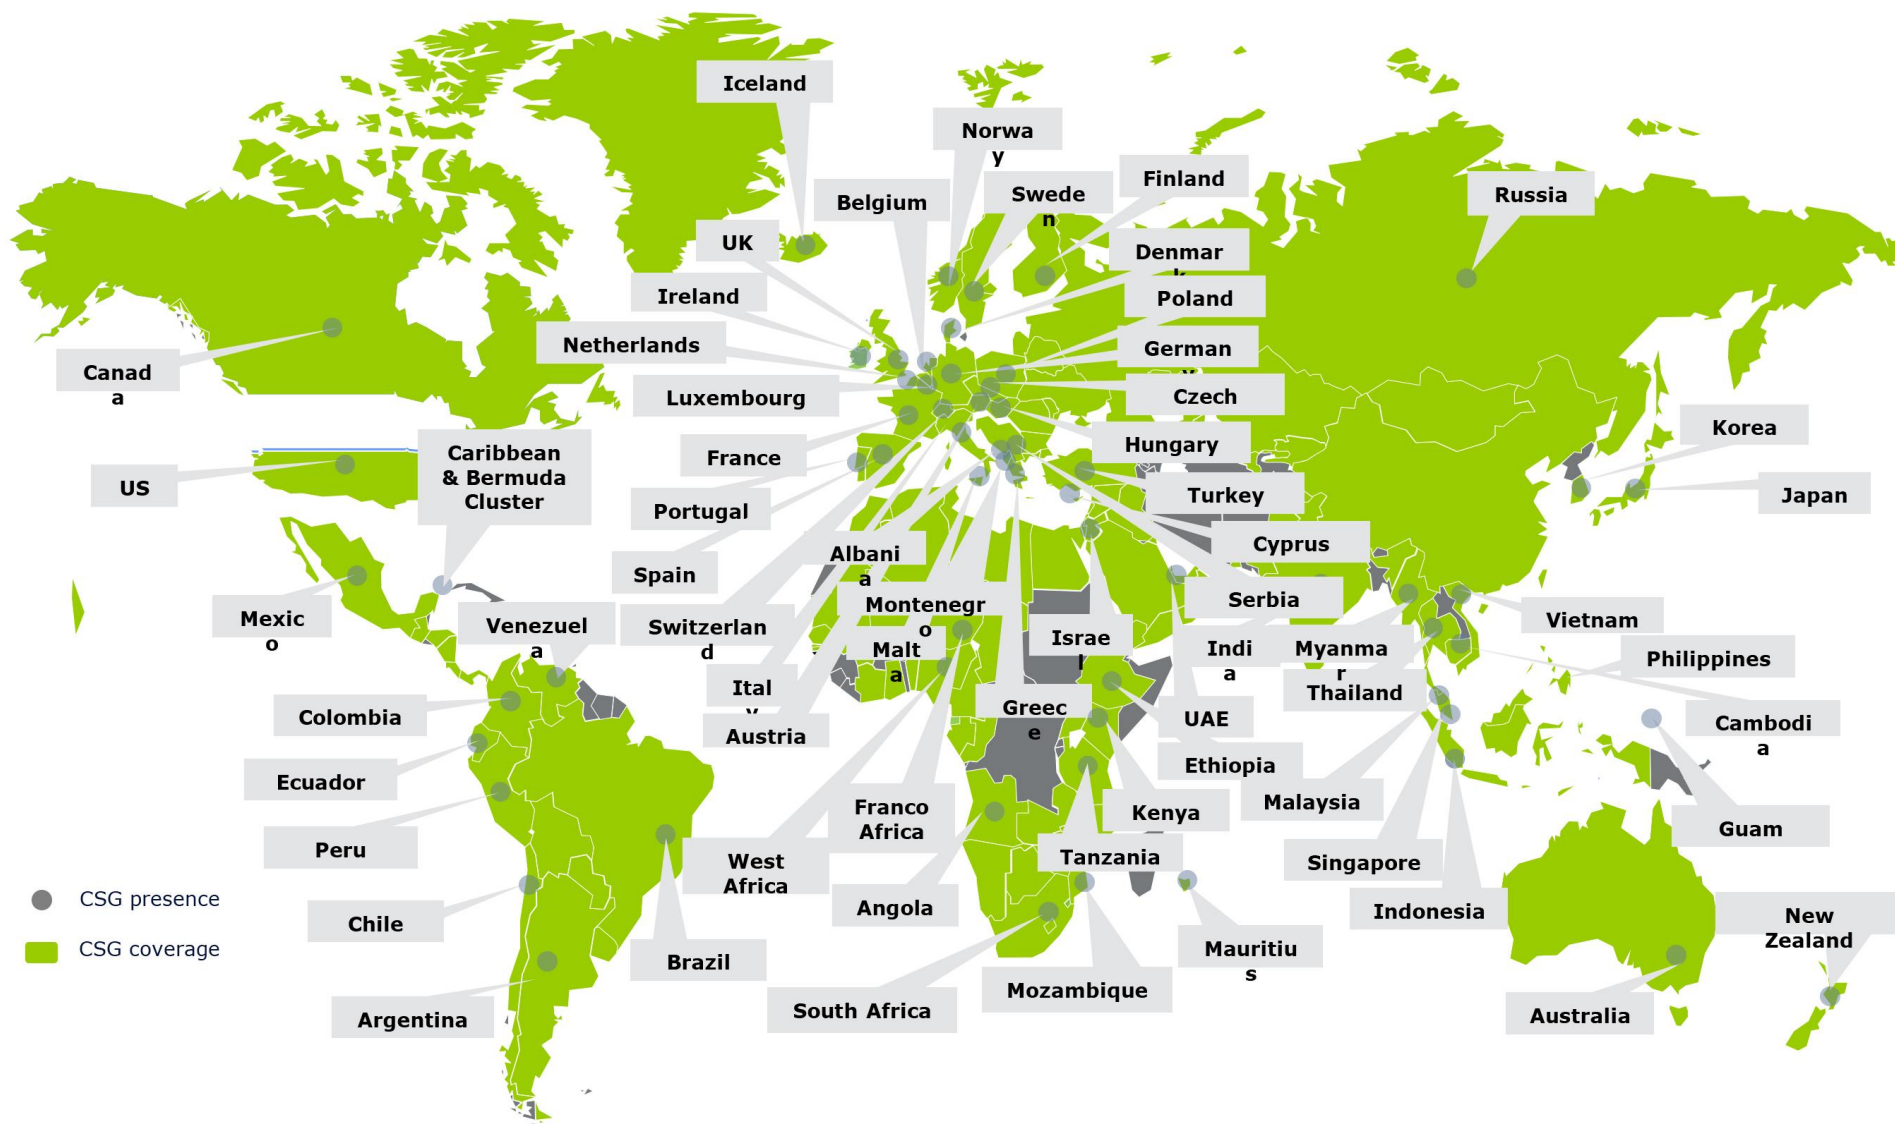 Iceland
Norwa
y
Finland
Russia
Belgium
Swede
n
UK
Denmar
k
Ireland
Poland
Netherlands
German
y
Canad
a
Luxembourg
Czech
Korea
Caribbean
& Bermuda
Cluster
Hungary
France
US
Turkey
Japan
Portugal
Albani
a
Cyprus
Spain
Montenegr
o
Serbia
Mexic
o
Venezuel
a
Switzerlan
d
Malt
a
Israe
l
Indi
a
Myanma
r
Vietnam
Philippines
Ital
y
Thailand
Colombia
Greec
e
UAE
Cambodi
a
Austria
Ecuador
Ethiopia
Malaysia
Franco
Africa
Kenya
Guam
Peru
West
Africa
Tanzania
Singapore
CSG presence
Angola
Indonesia
Chile
New
Zealand
CSG coverage
Brazil
Mauritiu
s
Mozambique
South Africa
Argentina
Australia